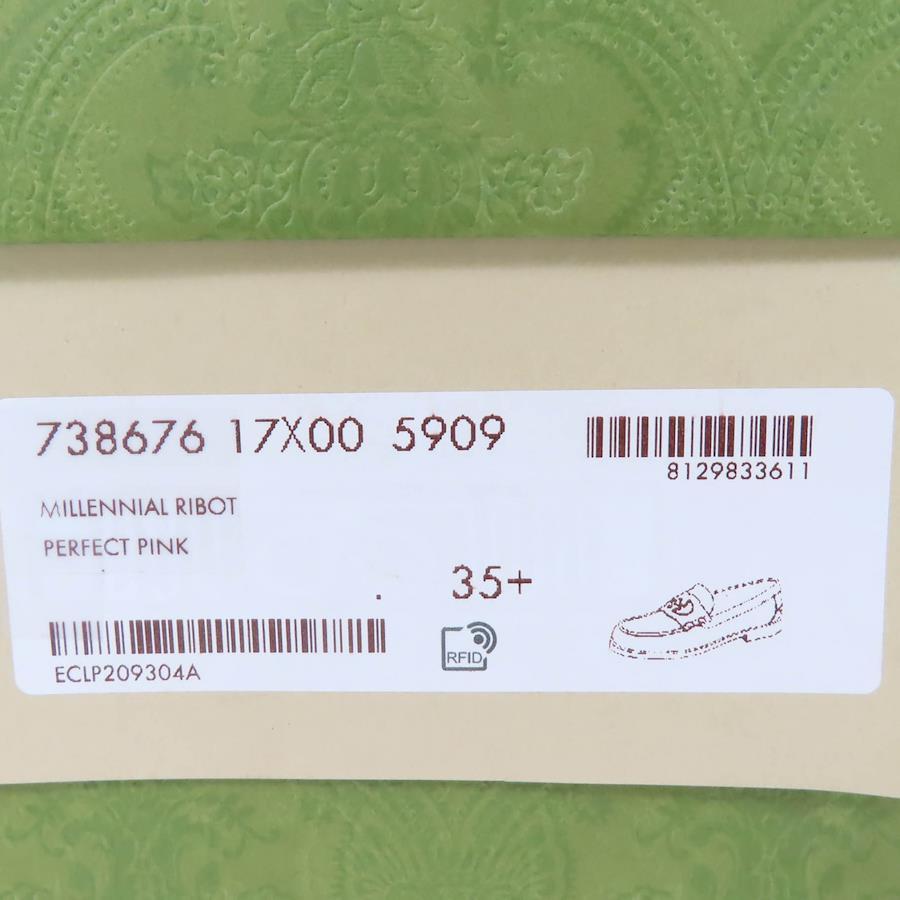 738676 17X00 5909
8129833611
MILLENNIAL RIBOT
PERFECT PINK
35+
RFID
ECLP209304A